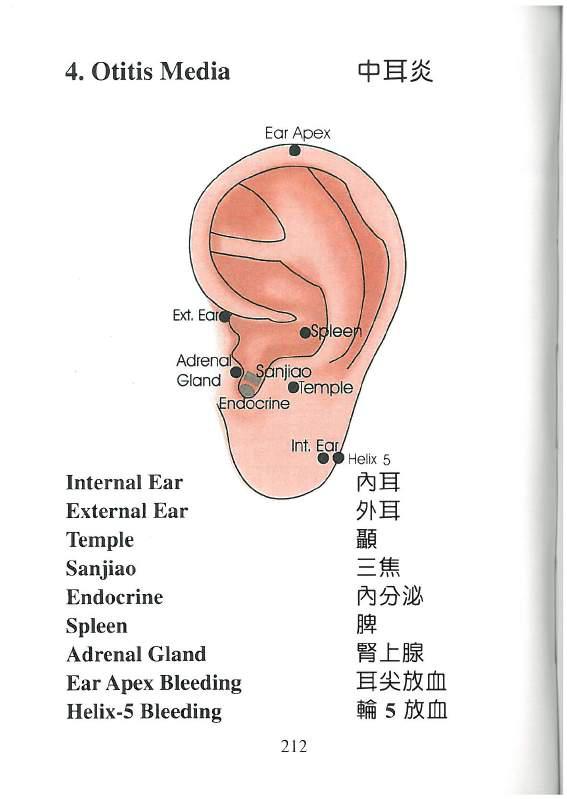 4. Otitis Media 中耳炎
Ear Apex
Ext. Ear
Spleen
Adrenal
Gland
Sanjiao
Temple
Endocrine
Int. Ear
Helix 5
Internal Ear 內耳
External Ear 外耳
Temple 顳
Sanjiao 三焦
Endocrine 內分泌
Spleen 脾
Adrenal Gland 腎上腺
Ear Apex Bleeding 耳尖放血
Helix-5 Bleeding 輪 5 放血
212